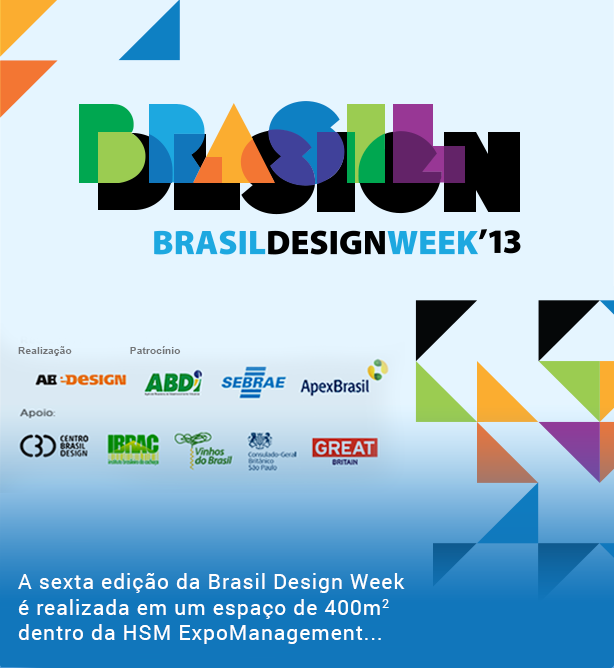 BRASIL
DESIGN
BRASILDESIGNWEEK'13
Realização Patrocínio
ABEDESIGN ABDI SEBRAE ApexBrasil
Apoio:
CBD CENTRO BRASIL DESIGN IBRAC Vinhos do Brasil Consulado-Geral Britânico São Paulo GREAT BRITAIN
A sexta edição da Brasil Design Week
é realizada em um espaço de 400m²
dentro da HSM ExpoManagement...